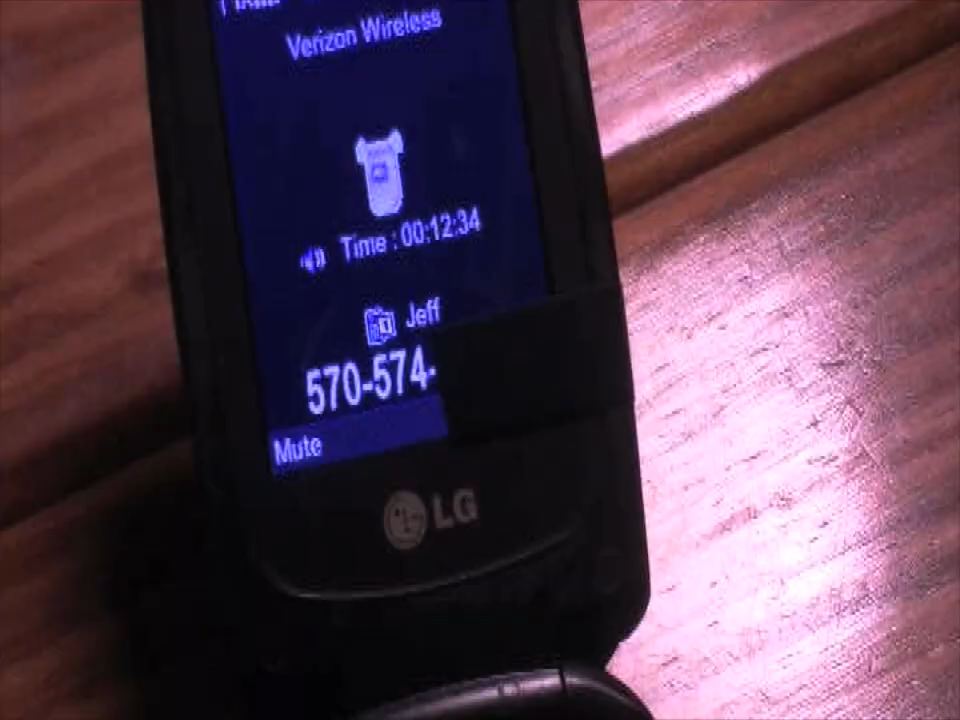 Verizon Wireless
Time : 00:12:34
Jeff
570-574-
Mute
LG